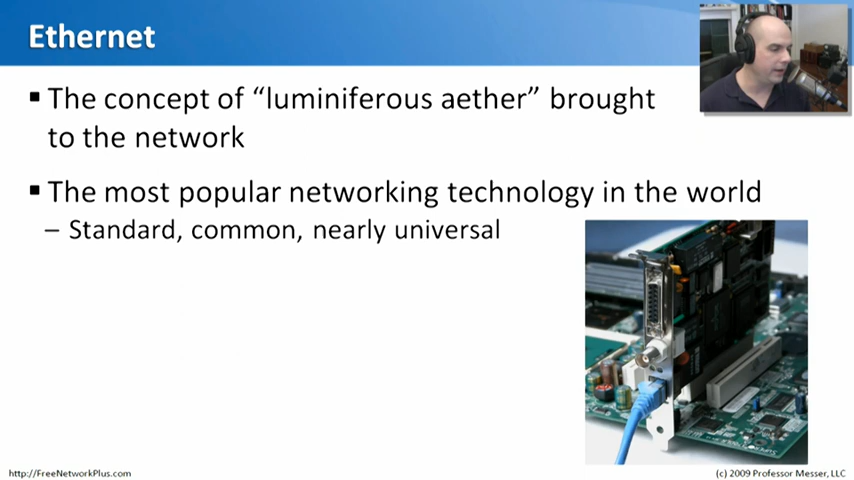 Ethernet
▪ The concept of “luminiferous aether” brought
to the network
▪ The most popular networking technology in the world
– Standard, common, nearly universal
http://FreeNetworkPlus.com
(c) 2009 Professor Messer, LLC